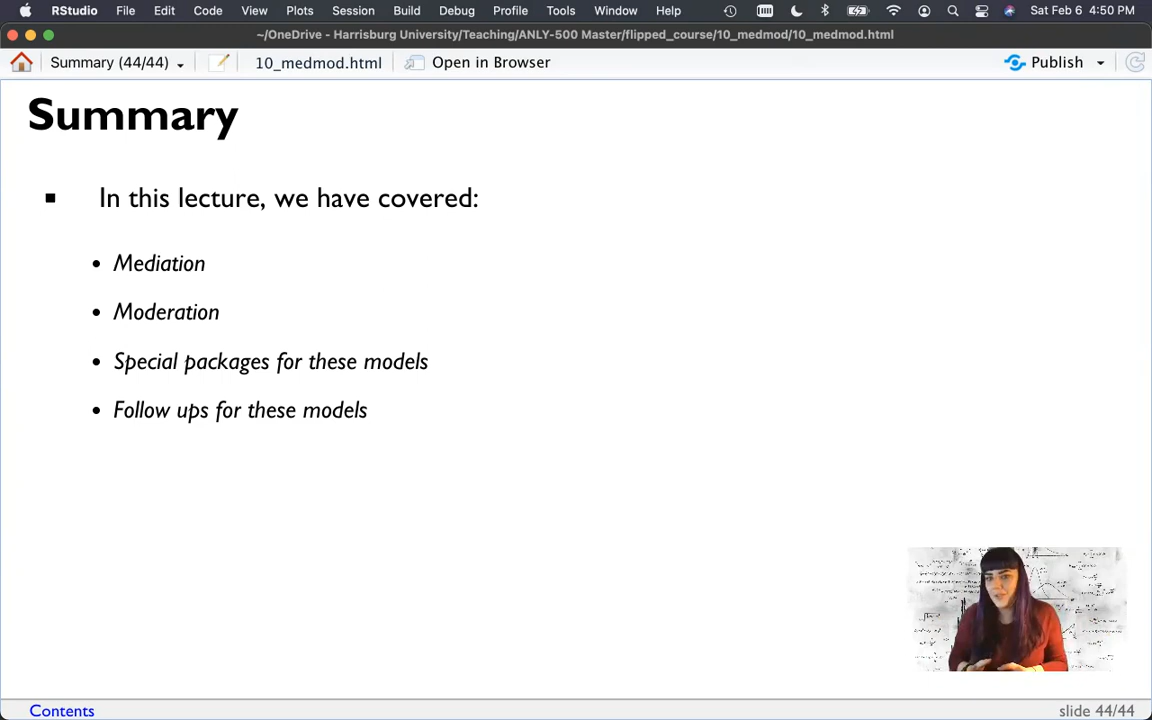 RStudio File Edit Code View Plots Session Build Debug Profile Tools Window Help Sat Feb 6 4:50 PM
~/OneDrive - Harrisburg University/Teaching/ANLY-500 Master/flipped_course/10_medmod/10_medmod.html
Summary (44/44) 10_medmod.html Open in Browser Publish
Summary
In this lecture, we have covered:
Mediation
Moderation
Special packages for these models
Follow ups for these models
Contents slide 44/44